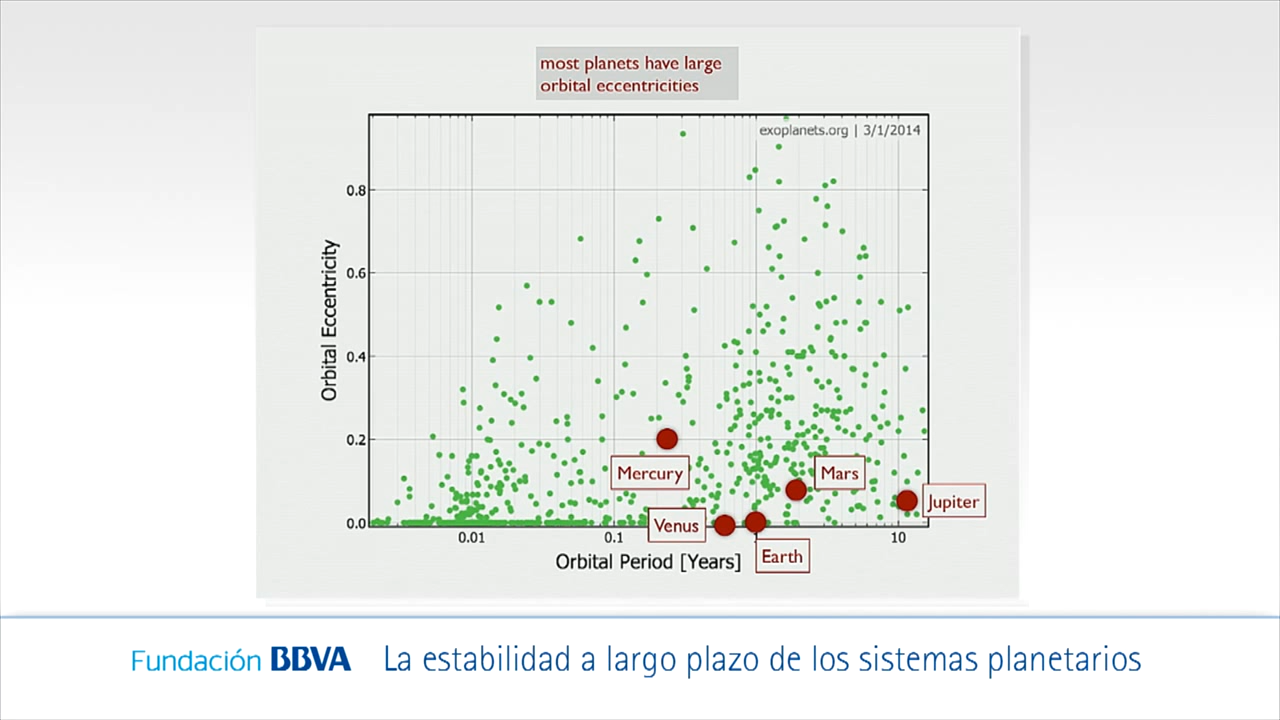 most planets have large
orbital eccentricities
exoplanets.org | 3/1/2014
Orbital Eccentricity
0.8
0.6
0.4
0.2
0.0
Mercury
Mars
Jupiter
Venus
Earth
0.01
0.1
10
Orbital Period [Years]
Fundación BBVA La estabilidad a largo plazo de los sistemas planetarios